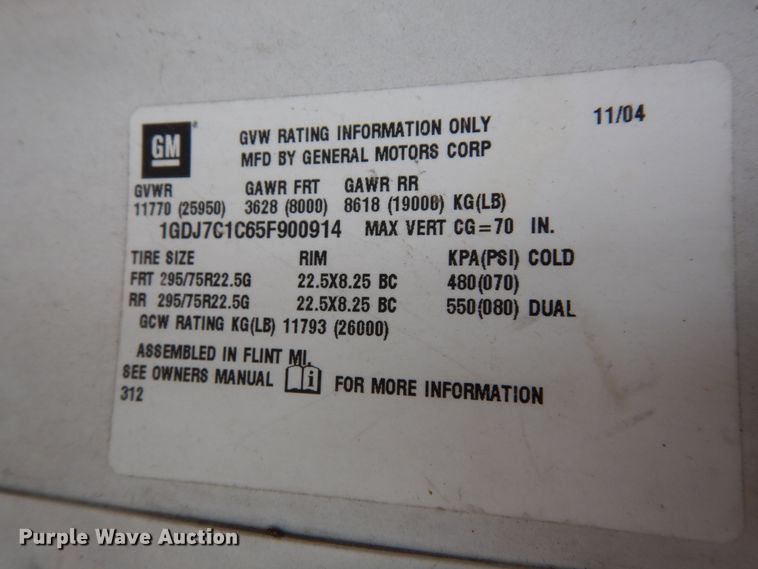 GM
GVW RATING INFORMATION ONLY 11/04
MFD BY GENERAL MOTORS CORP
GVWR GAWR FRT GAWR RR
11770 (25950) 3628 (8000) 8618 (19000) KG(LB)
1GDJ7C1C65F900914 MAX VERT CG=70 IN.
TIRE SIZE RIM KPA(PSI) COLD
FRT 295/75R22.5G 22.5X8.25 BC 480(070)
RR 295/75R22.5G 22.5X8.25 BC 550(080) DUAL
GCW RATING KG(LB) 11793 (26000)
ASSEMBLED IN FLINT MI.
SEE OWNERS MANUAL i FOR MORE INFORMATION
312
Purple Wave Auction